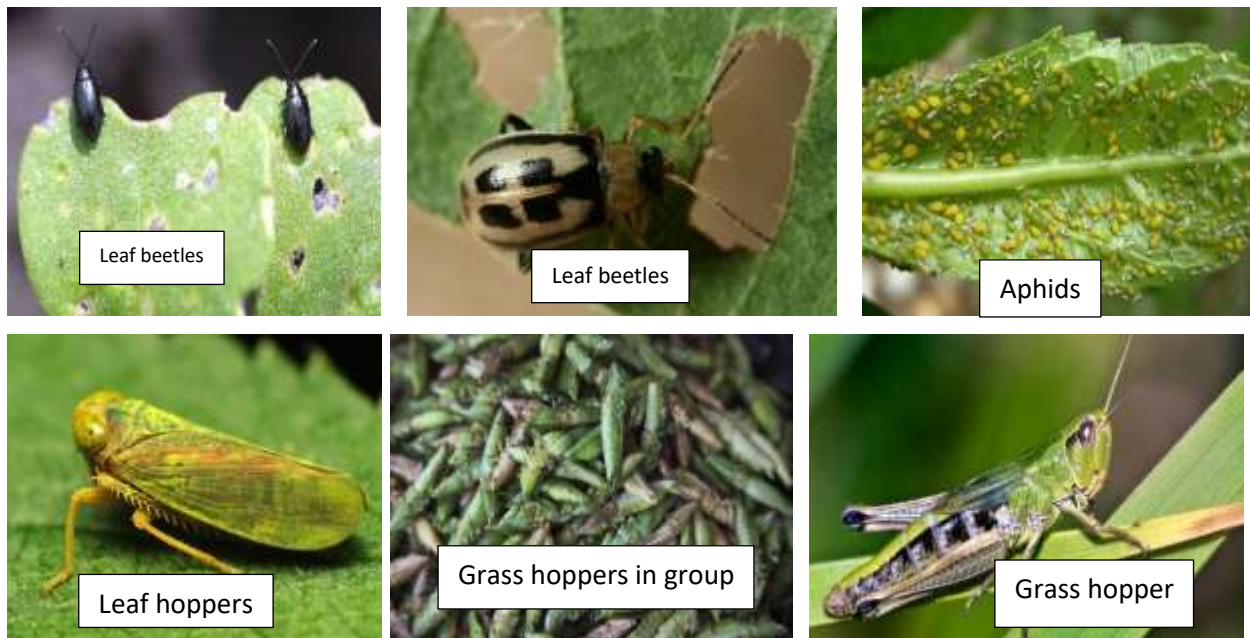 Leaf beetles
Leaf beetles
Aphids
Leaf hoppers
Grass hoppers in group
Grass hopper